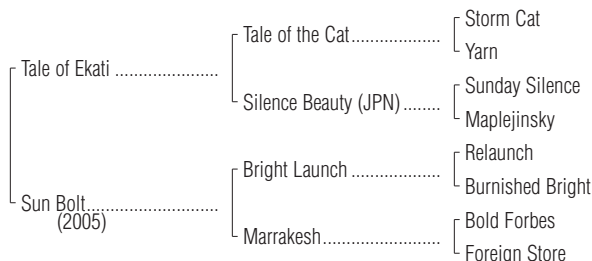 Storm Cat
Tale of the Cat....................
Yarn
Tale of Ekati .......................
Sunday Silence
Silence Beauty (JPN)........
Maplejinsky
Relaunch
Bright Launch ...................
Burnished Bright
Sun Bolt.............................
(2005)
Bold Forbes
Marrakesh..........................
Foreign Store